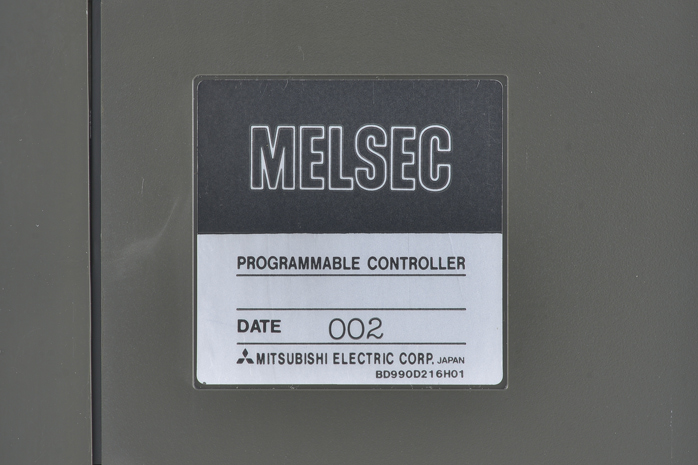 MELSEC
PROGRAMMABLE CONTROLLER
DATE 002
MITSUBISHI ELECTRIC CORP. JAPAN
BD990D216H01